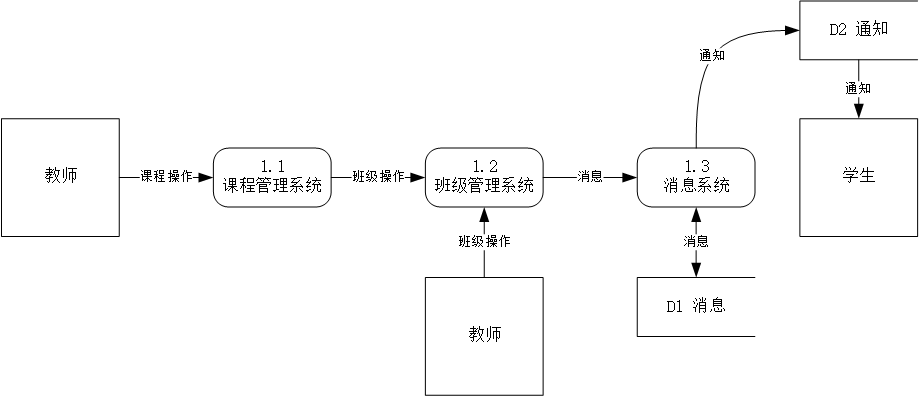 D2 通知
通知
通知
教师
课程操作
1.1
课程管理系统
班级操作
1.2
班级管理系统
消息
1.3
消息系统
学生
班级操作
消息
教师
D1 消息